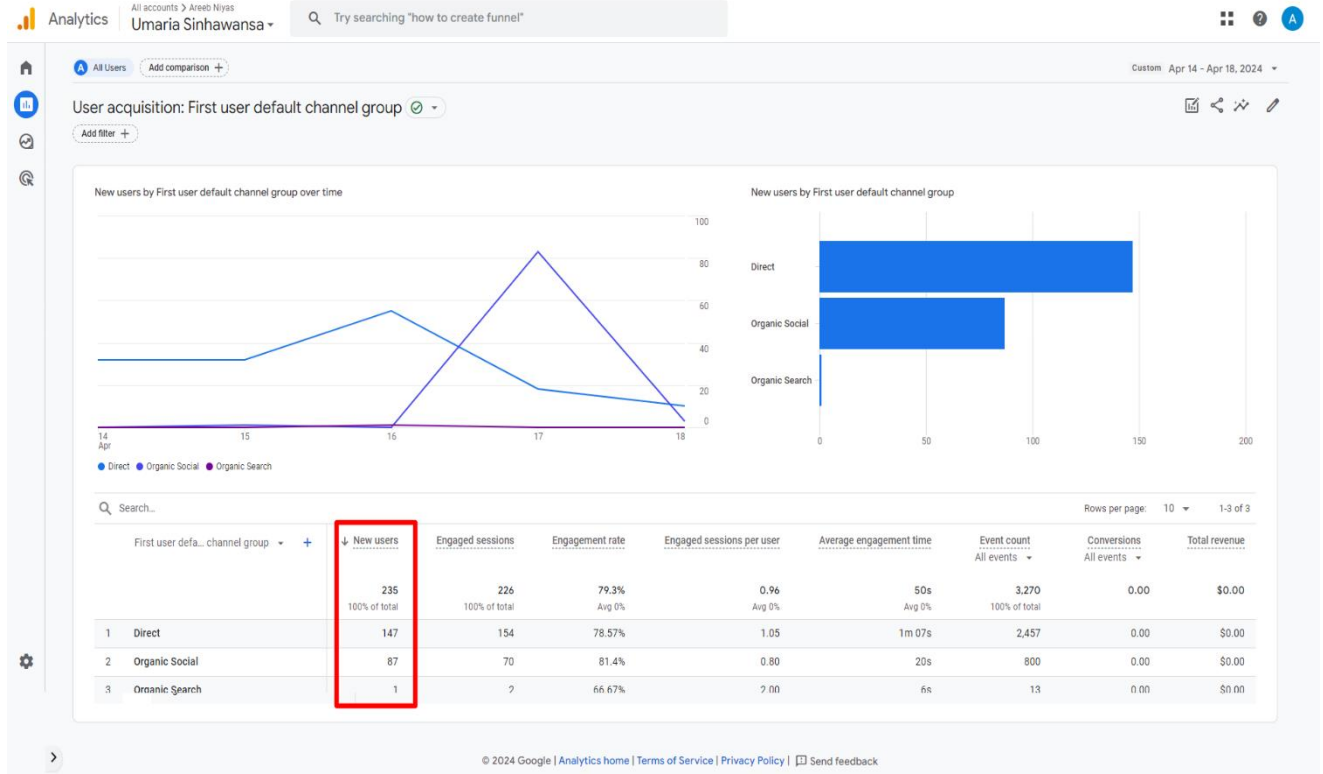 Analytics
All accounts > Areeb Niyas
Umaria Sinhawansa
Try searching "how to create funnel"
A
A All Users
Add comparison +
Custom Apr 14 - Apr 18, 2024
User acquisition: First user default channel group
Add filter +
New users by First user default channel group over time
100
80
60
40
20
0
14
Apr
15
16
17
18
Direct Organic Social Organic Search
New users by First user default channel group
Direct
Organic Social
Organic Search
0 50 100 150 200
Search...
Rows per page: 10 1-3 of 3
First user defa... channel group + ↓ New users Engaged sessions Engagement rate Engaged sessions per user Average engagement time Event count Conversions Total revenue
All events All events
235 226 79.3% 0.96 50s 3,270 0.00 $0.00
100% of total 100% of total Avg 0% Avg 0% Avg 0% 100% of total
1 Direct 147 154 78.57% 1.05 1m 07s 2,457 0.00 $0.00
2 Organic Social 87 70 81.4% 0.80 20s 800 0.00 $0.00
3 Organic Search 1 2 66.67% 2.00 6s 13 0.00 $0.00
© 2024 Google | Analytics home | Terms of Service | Privacy Policy | Send feedback